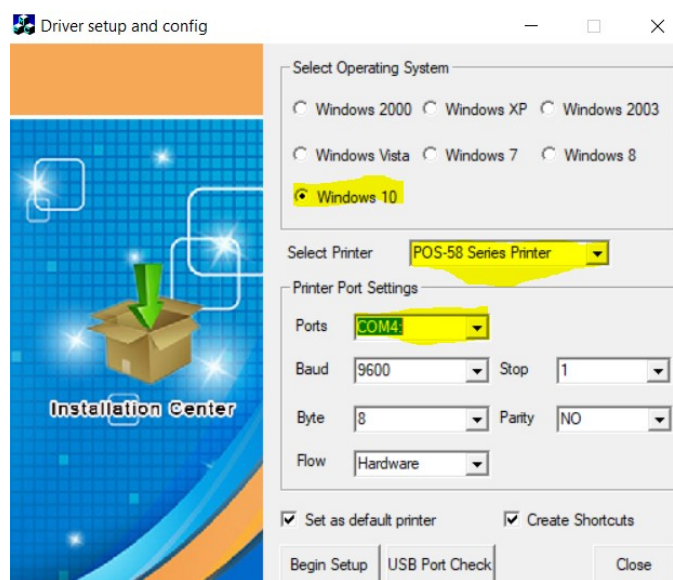 Driver setup and config
Select Operating System
Windows 2000 Windows XP Windows 2003
Windows Vista Windows 7 Windows 8
Windows 10
Select Printer POS-58 Series Printer
Printer Port Settings
Ports COM4:
Baud 9600 Stop 1
Byte 8 Parity NO
Flow Hardware
Set as default printer Create Shortcuts
Begin Setup USB Port Check Close
Installation Center